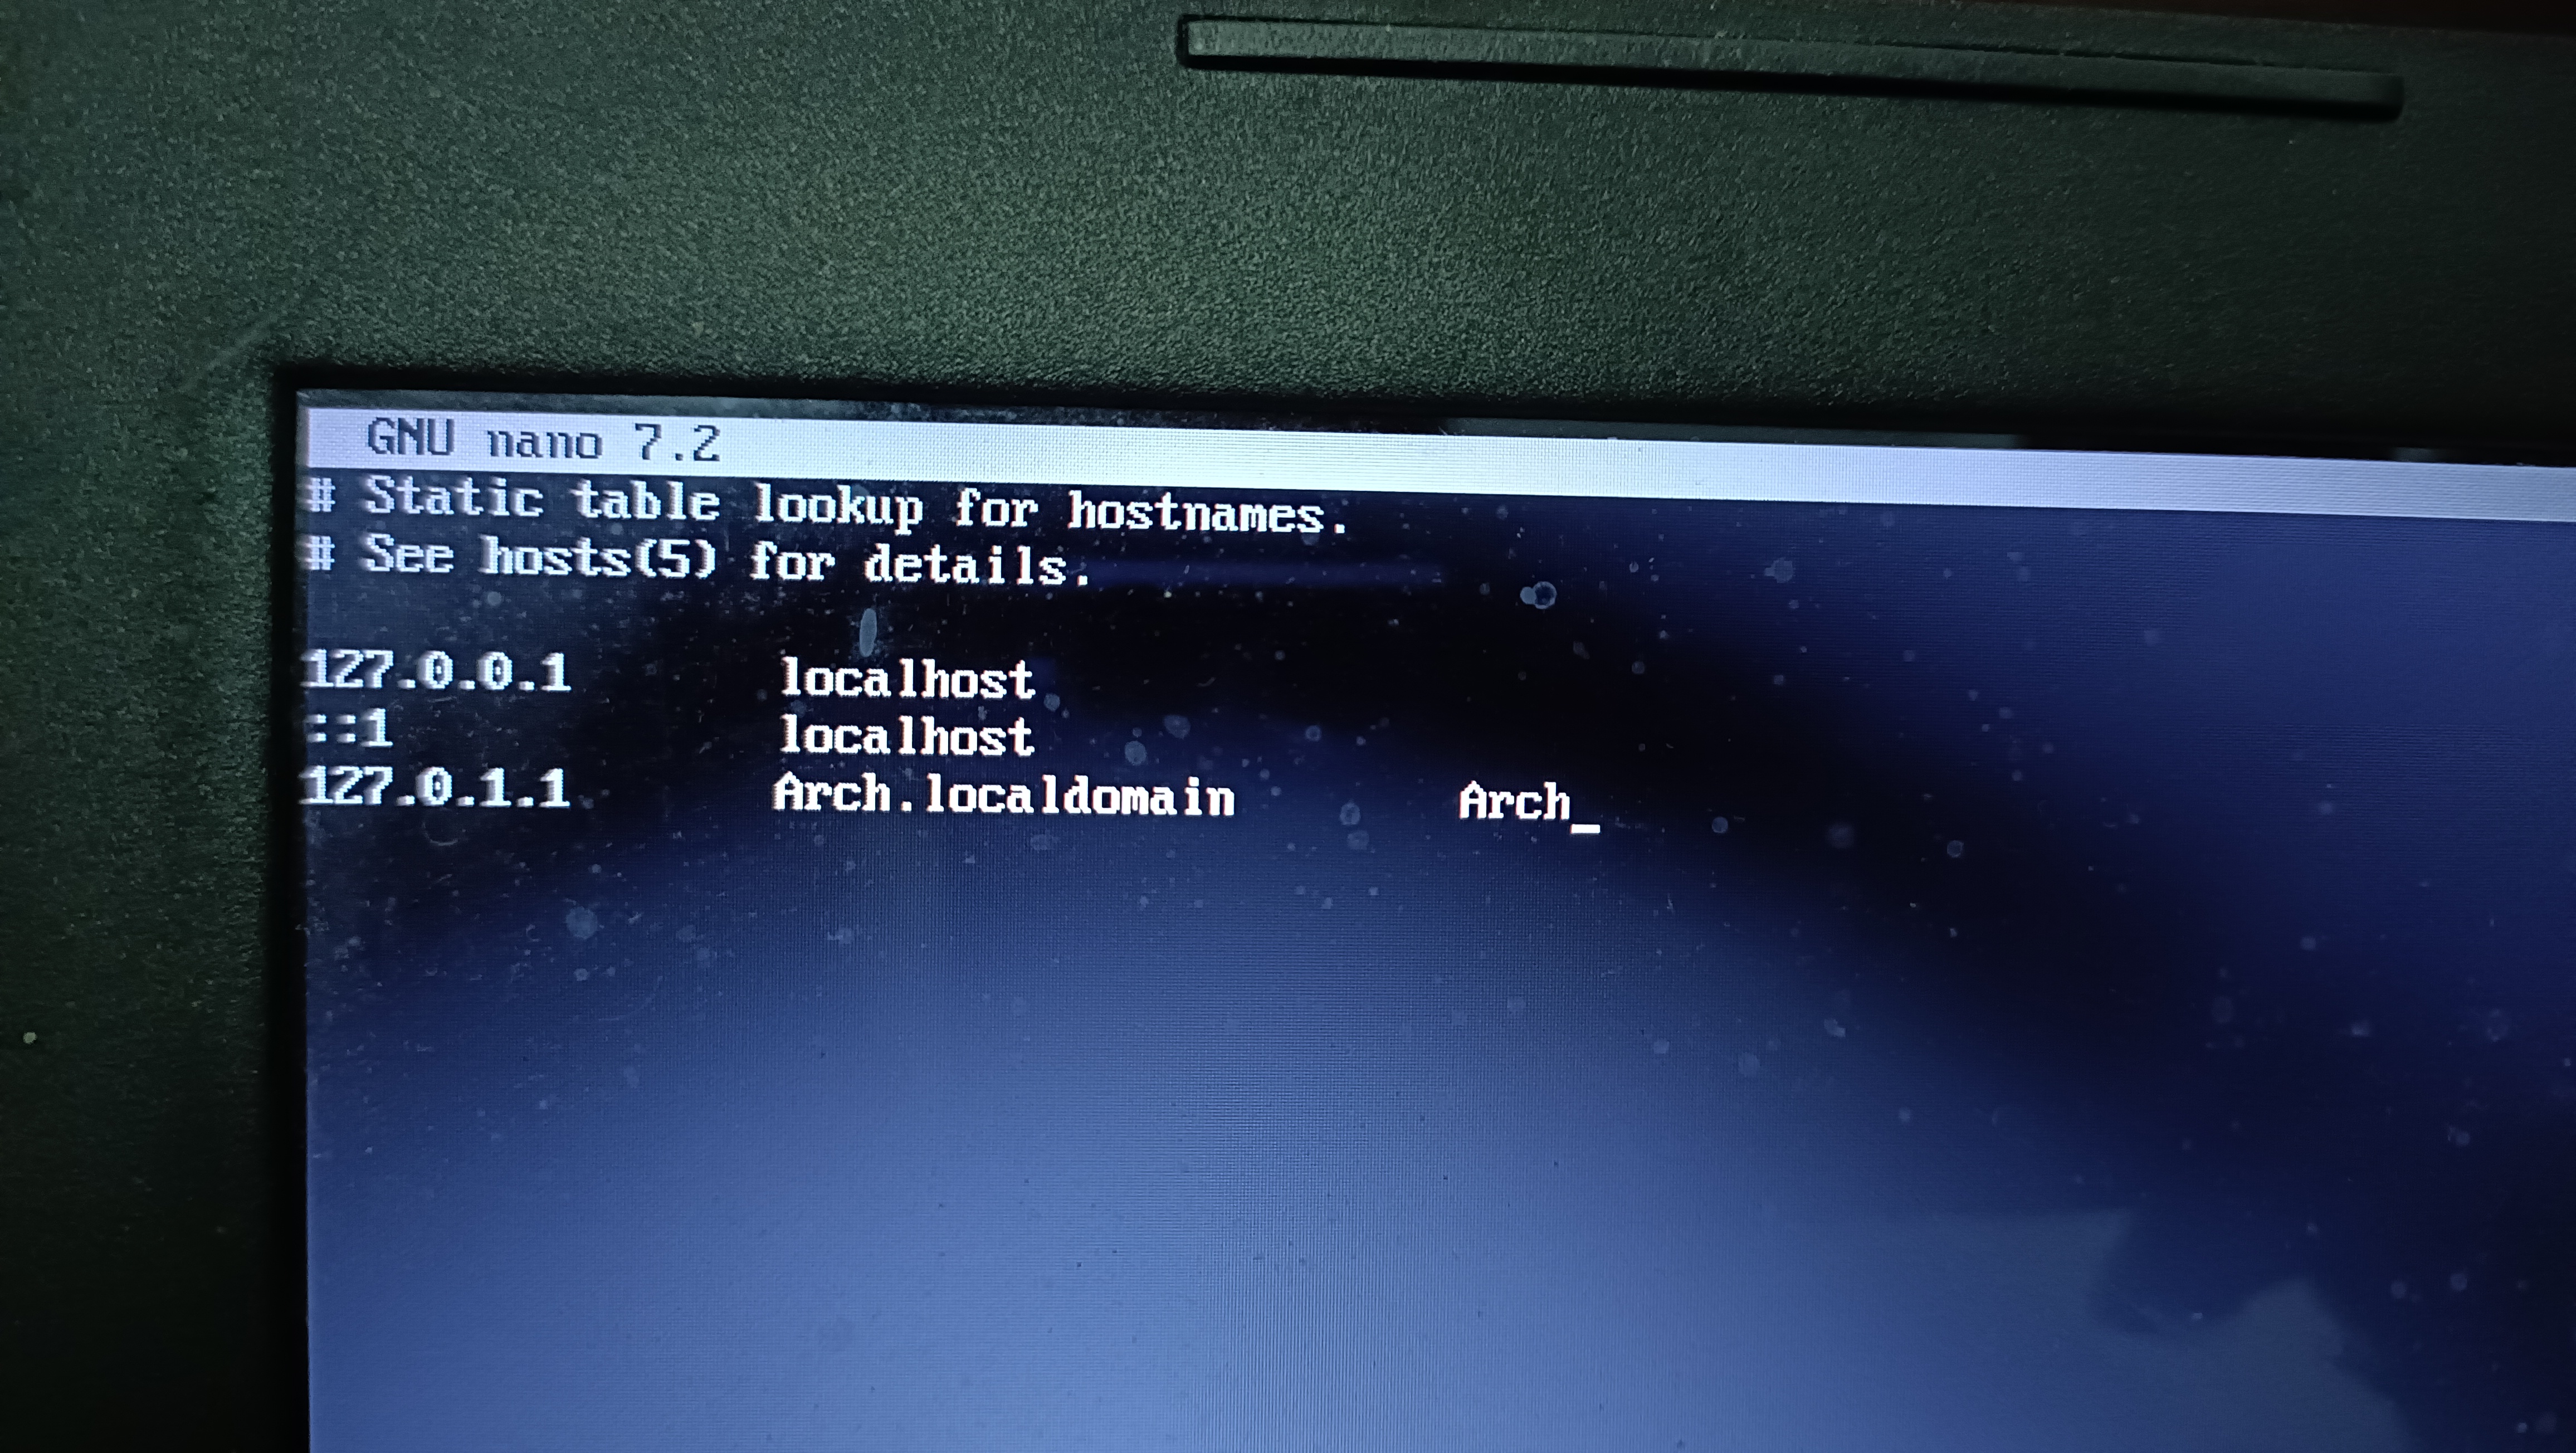 GNU nano 7.2
# Static table lookup for hostnames.
# See hosts(5) for details.
127.0.0.1 localhost
::1 localhost
127.0.1.1 Arch.localdomain Arch_